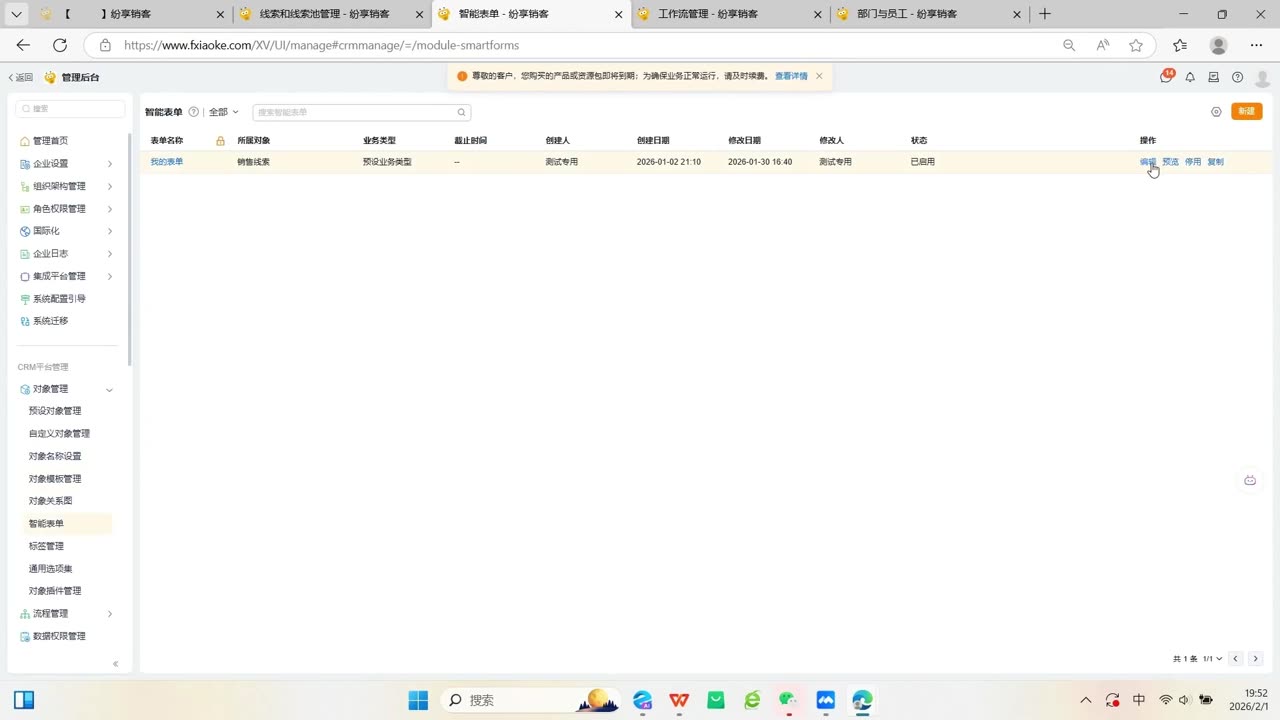 【 】纷享销客
线索和线索池管理 - 纷享销客
智能表单 - 纷享销客
工作流管理 - 纷享销客
部门与员工 - 纷享销客
https://www.fxiaoke.com/XV/UI/manage#crmmanage/=/module-smartforms
返回 管理后台
尊敬的客户，您购买的产品或资源包即将到期；为确保业务正常运行，请及时续费。 查看详情
14
搜索
管理首页
企业设置
组织架构管理
角色权限管理
国际化
企业日志
集成平台管理
系统配置引导
系统迁移
CRM平台管理
对象管理
预设对象管理
自定义对象管理
对象名称设置
对象模板管理
对象关系图
智能表单
标签管理
通用选项集
对象插件管理
流程管理
数据权限管理
智能表单 全部 搜索智能表单 新建
表单名称 所属对象 业务类型 截止时间 创建人 创建日期 修改日期 修改人 状态 操作
我的表单 销售线索 预设业务类型 -- 测试专用 2026-01-02 21:10 2026-01-30 16:40 测试专用 已启用 编辑 预览 停用 复制
共 1 条 1/1
搜索
中
19:52
2026/2/1